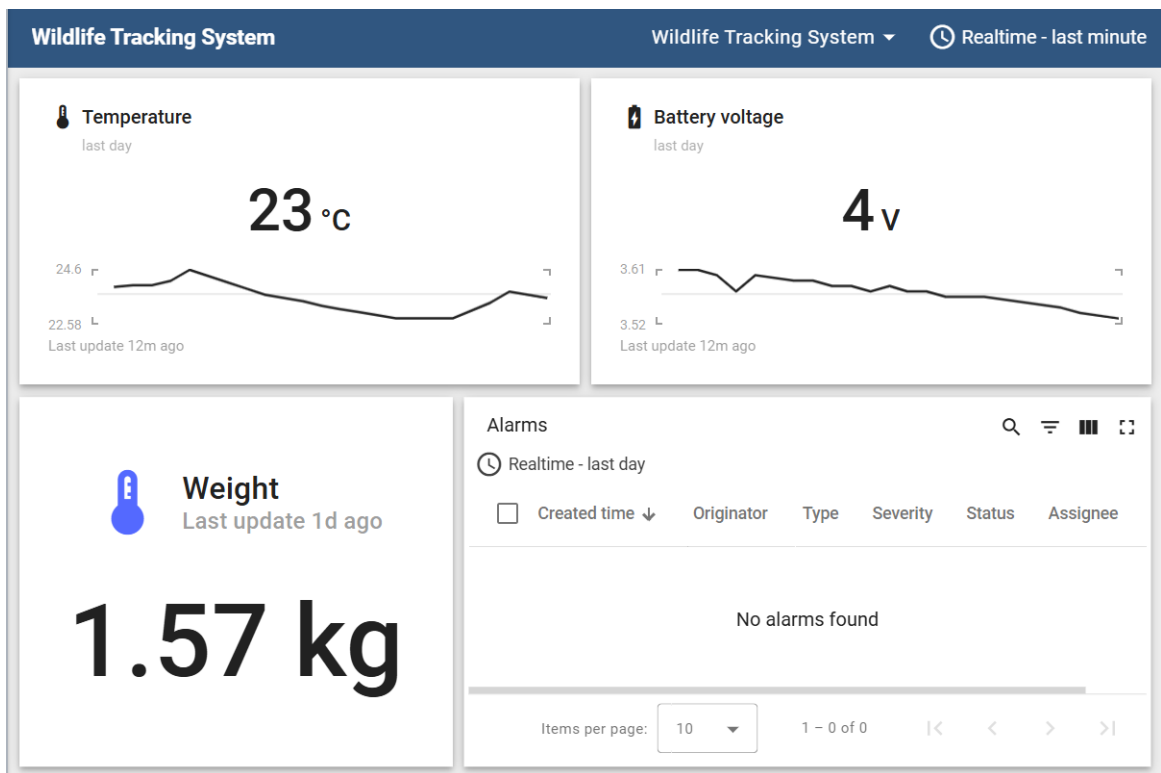 Wildlife Tracking System
Wildlife Tracking System
Realtime - last minute
Temperature
last day
23 °C
24.6
22.58
Last update 12m ago
Battery voltage
last day
4 V
3.61
3.52
Last update 12m ago
Weight
Last update 1d ago
1.57 kg
Alarms
Realtime - last day
Created time Originator Type Severity Status Assignee
No alarms found
Items per page: 10 1 – 0 of 0